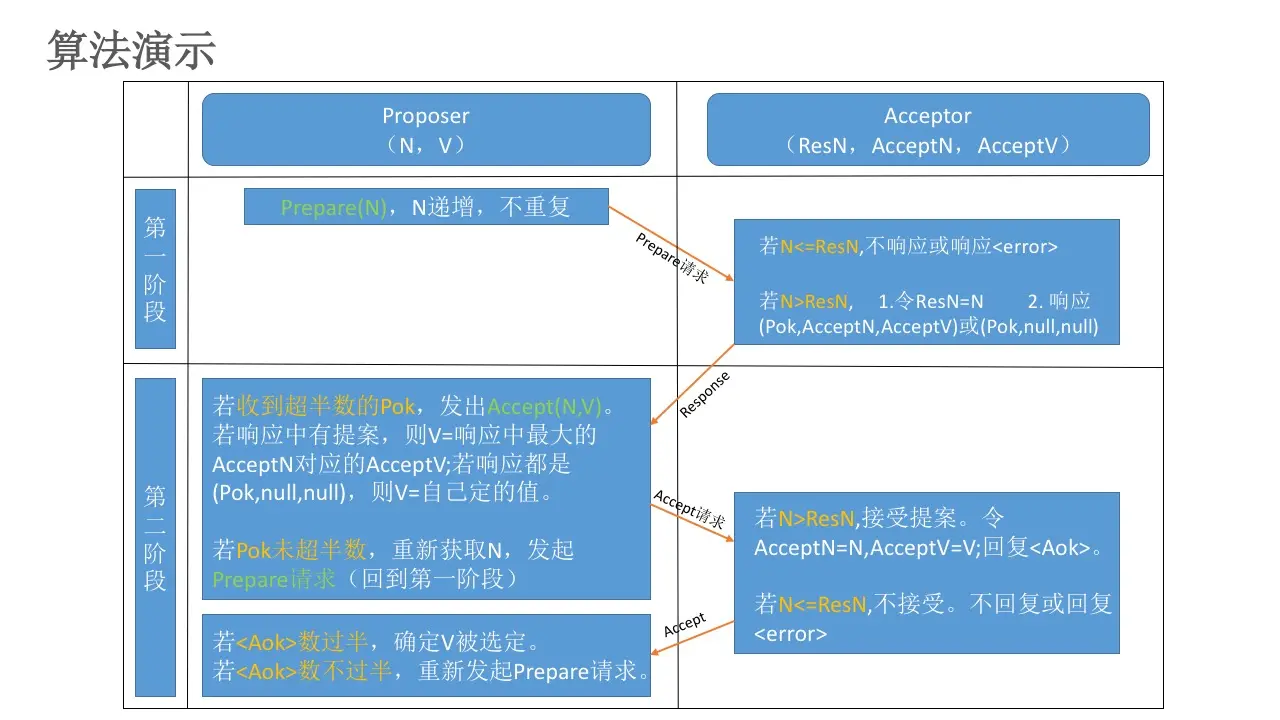 算法演示
Proposer
（N，V）
Acceptor
（ResN，AcceptN，AcceptV）
第一阶段
Prepare(N)，N递增，不重复
Prepare请求
若N<=ResN,不响应或响应<error>
若N>ResN, 1.令ResN=N 2. 响应
(Pok,AcceptN,AcceptV)或(Pok,null,null)
Response
第二阶段
若收到超半数的Pok，发出Accept(N,V)。
若响应中有提案，则V=响应中最大的
AcceptN对应的AcceptV;若响应都是
(Pok,null,null)，则V=自己定的值。
若Pok未超半数，重新获取N，发起
Prepare请求（回到第一阶段）
Accept请求
若N>ResN,接受提案。令
AcceptN=N,AcceptV=V;回复<Aok>。
若N<=ResN,不接受。不回复或回复
<error>
Accept
若<Aok>数过半，确定V被选定。
若<Aok>数不过半，重新发起Prepare请求。